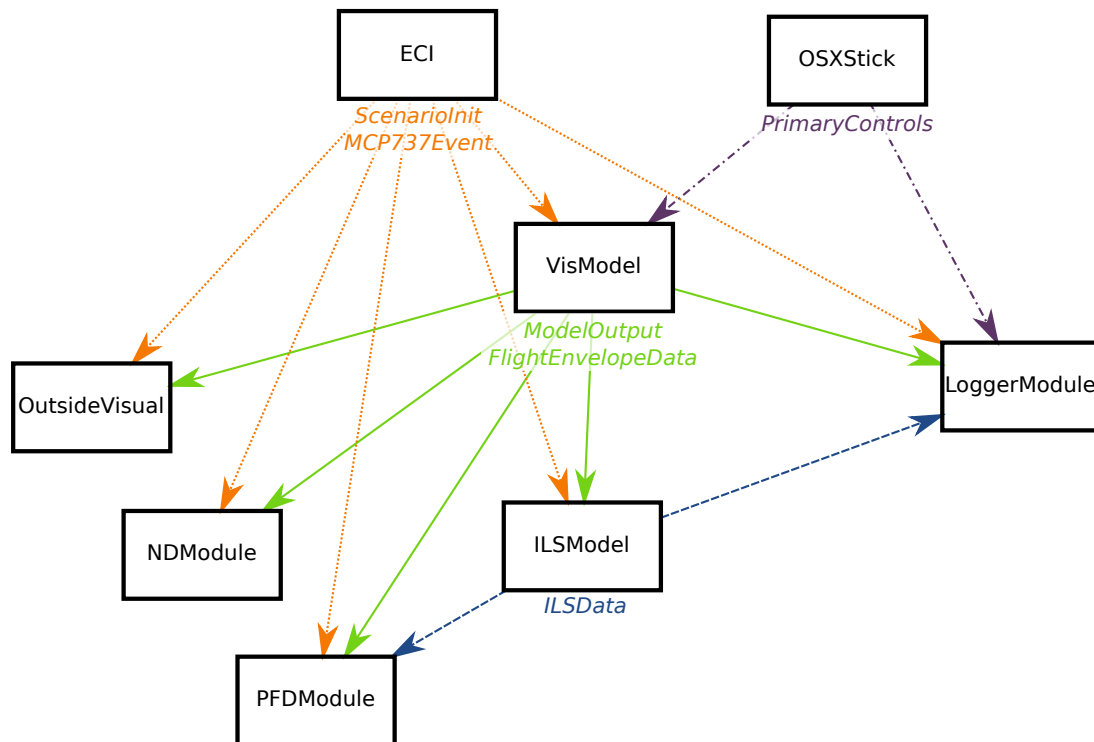 ECI
OSXStick
ScenarioInit
MCP737Event
PrimaryControls
VisModel
ModelOutput
FlightEnvelopeData
OutsideVisual
LoggerModule
NDModule
ILSModel
ILSData
PFDModule